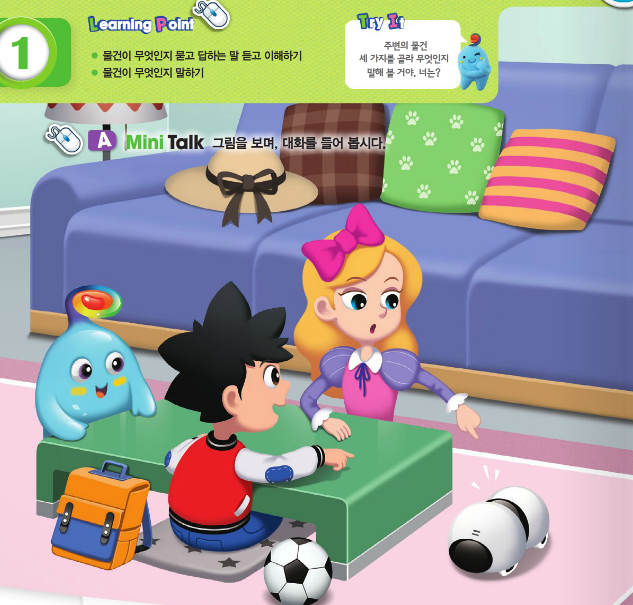 1
Learning Point
물건이 무엇인지 묻고 답하는 말 듣고 이해하기
물건이 무엇인지 말하기
Try It
주변의 물건
세 가지를 골라 무엇인지
말해 볼 거야. 너는?
A Mini Talk 그림을 보며, 대화를 들어 봅시다.